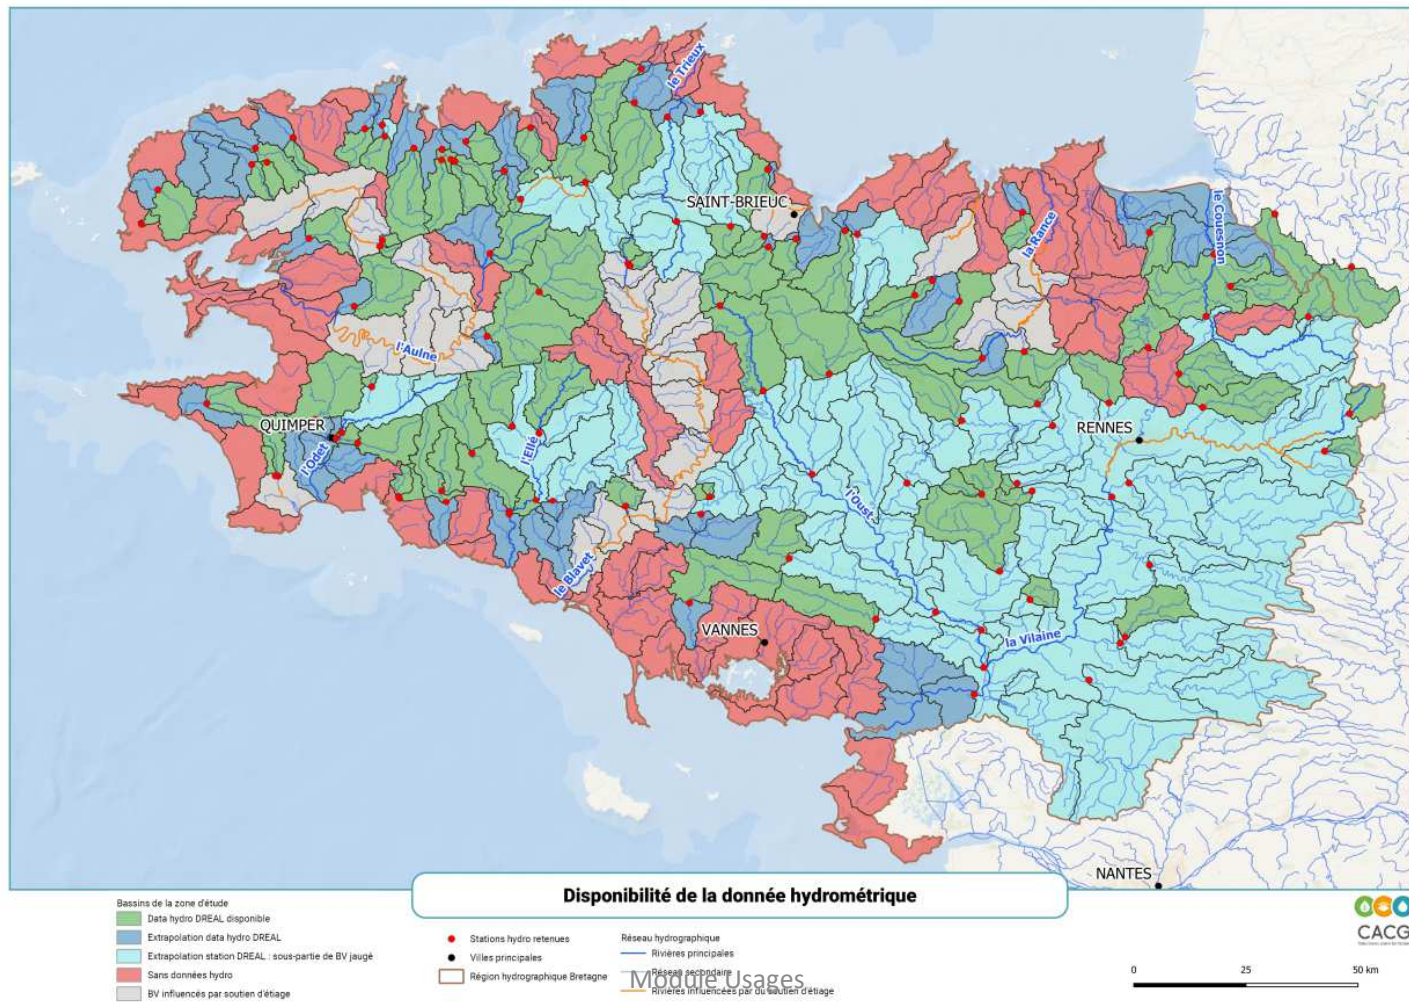 le Trieux
SAINT-BRIEUC
la Rance
le Couesnon
l'Aulne
QUIMPER
l'Odet
l'Ellé
RENNES
l'Oust
le Blavet
VANNES
la Vilaine
NANTES
Disponibilité de la donnée hydrométrique
Bassins de la zone d'étude
Data hydro DREAL disponible
Extrapolation data hydro DREAL
Extrapolation station DREAL : sous-partie de BV jaugé
Sans données hydro
BV influencés par soutien d'étiage
Stations hydro retenues
Villes principales
Région hydrographique Bretagne
Réseau hydrographique
Rivières principales
Réseau secondaire
Rivières influencées par du soutien d'étiage
Module Usages
0 25 50 km
CACG